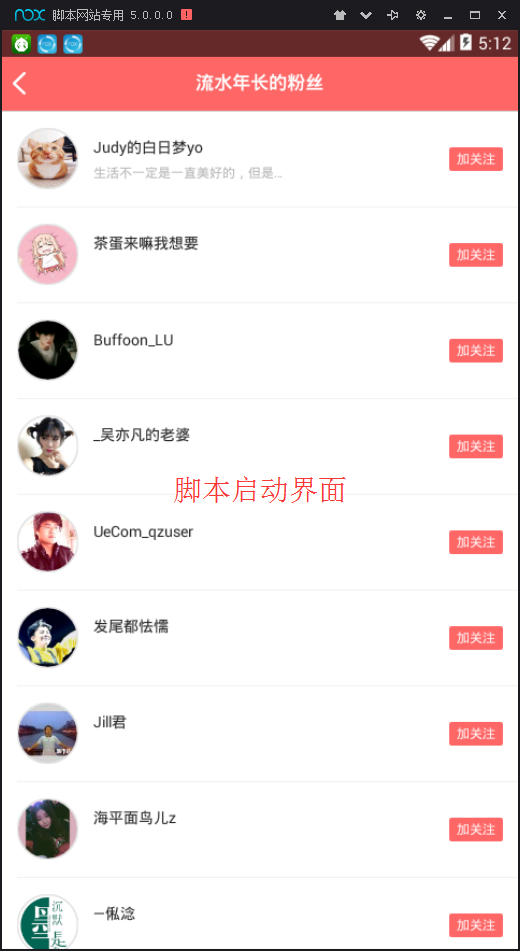 nox 脚本网站专用 5.0.0.0
5:12
流水年长的粉丝
Judy的白日梦yo
生活不一定是一直美好的，但是...
加关注
茶蛋来嘛我想要
加关注
Buffoon_LU
加关注
_吴亦凡的老婆
加关注
脚本启动界面
UeCom_qzuser
加关注
发尾都怯懦
加关注
Jill君
加关注
海平面鸟儿z
加关注
一俬淰
加关注
沉默